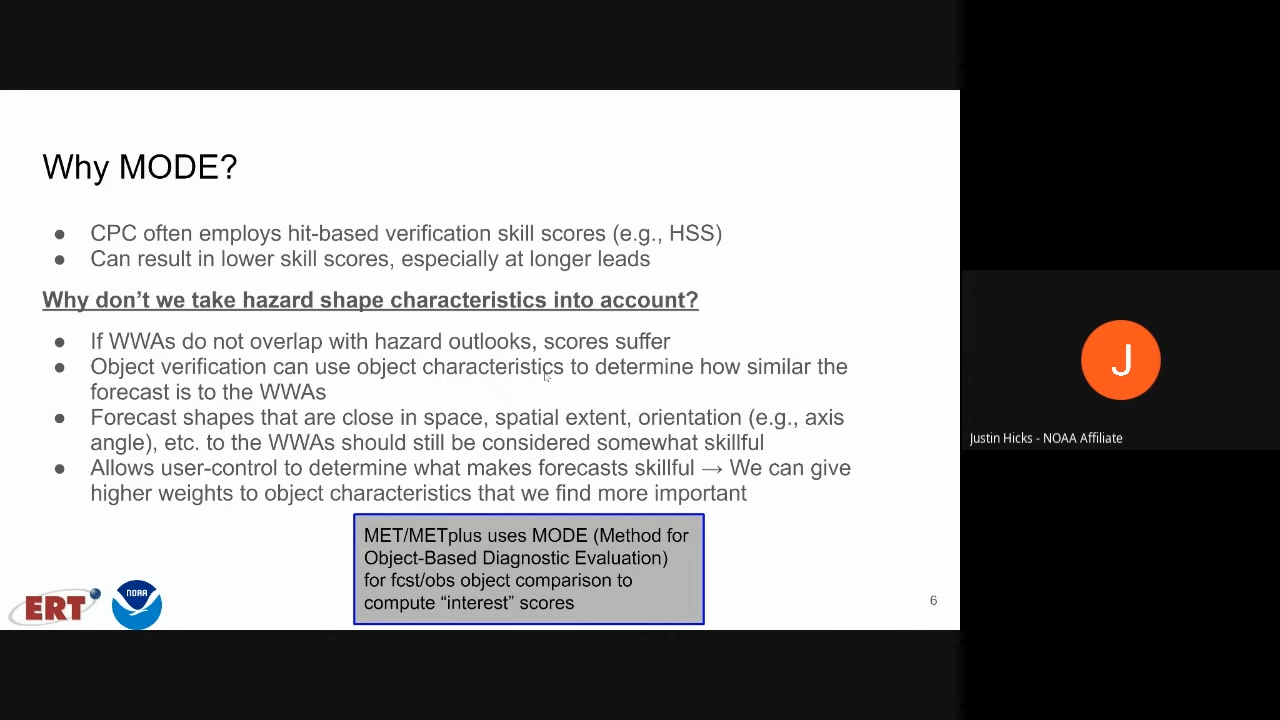 Why MODE?
● CPC often employs hit-based verification skill scores (e.g., HSS)
● Can result in lower skill scores, especially at longer leads
Why don’t we take hazard shape characteristics into account?
● If WWAs do not overlap with hazard outlooks, scores suffer
● Object verification can use object characteristics to determine how similar the
forecast is to the WWAs
● Forecast shapes that are close in space, spatial extent, orientation (e.g., axis
angle), etc. to the WWAs should still be considered somewhat skillful
● Allows user-control to determine what makes forecasts skillful → We can give
higher weights to object characteristics that we find more important
MET/METplus uses MODE (Method for
Object-Based Diagnostic Evaluation)
for fcst/obs object comparison to
compute “interest” scores
ERT
NOAA
6
J
Justin Hicks - NOAA Affiliate